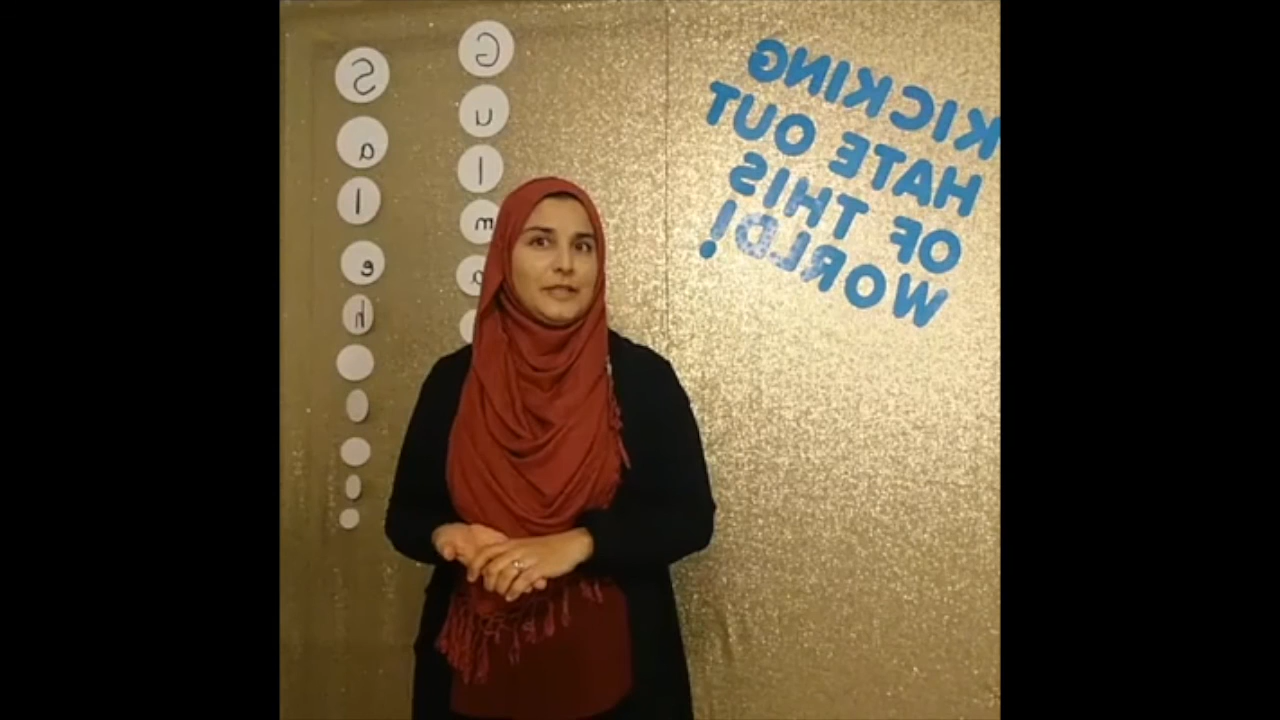 KICKING
HATE OUT
OF THIS
WORLD!
Saleh